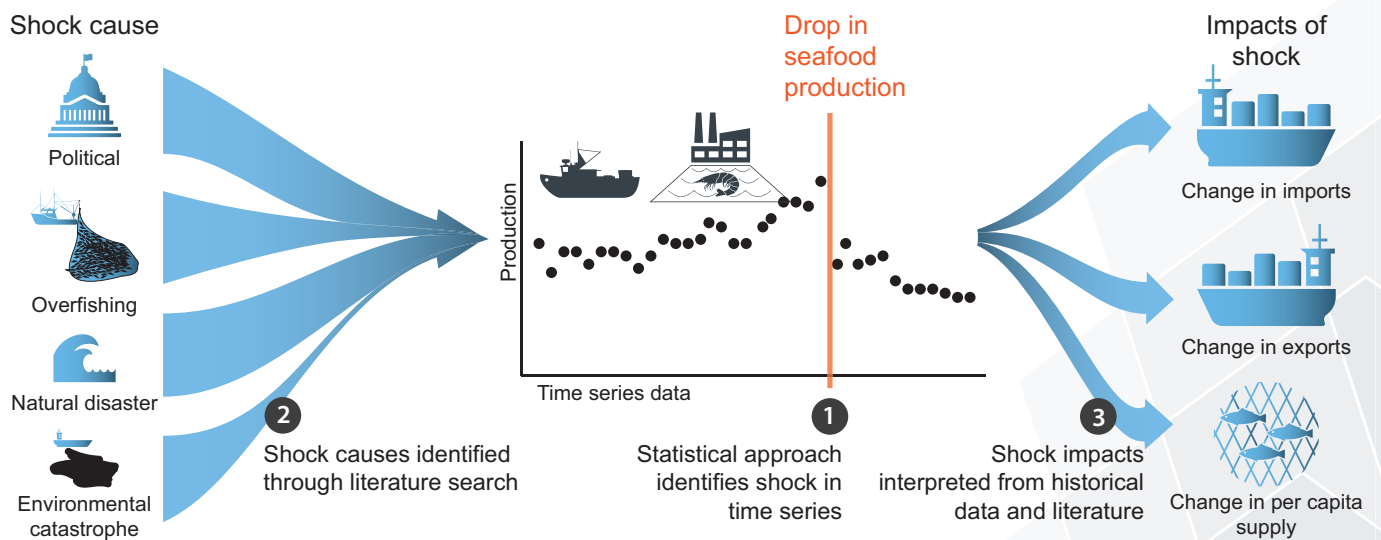 Shock cause
Political
Overfishing
Natural disaster
Environmental
catastrophe
2
Shock causes identified
through literature search
Drop in
seafood
production
Production
Time series data
1
Statistical approach
identifies shock in
time series
3
Shock impacts
interpreted from historical
data and literature
Impacts of
shock
Change in imports
Change in exports
Change in per capita
supply